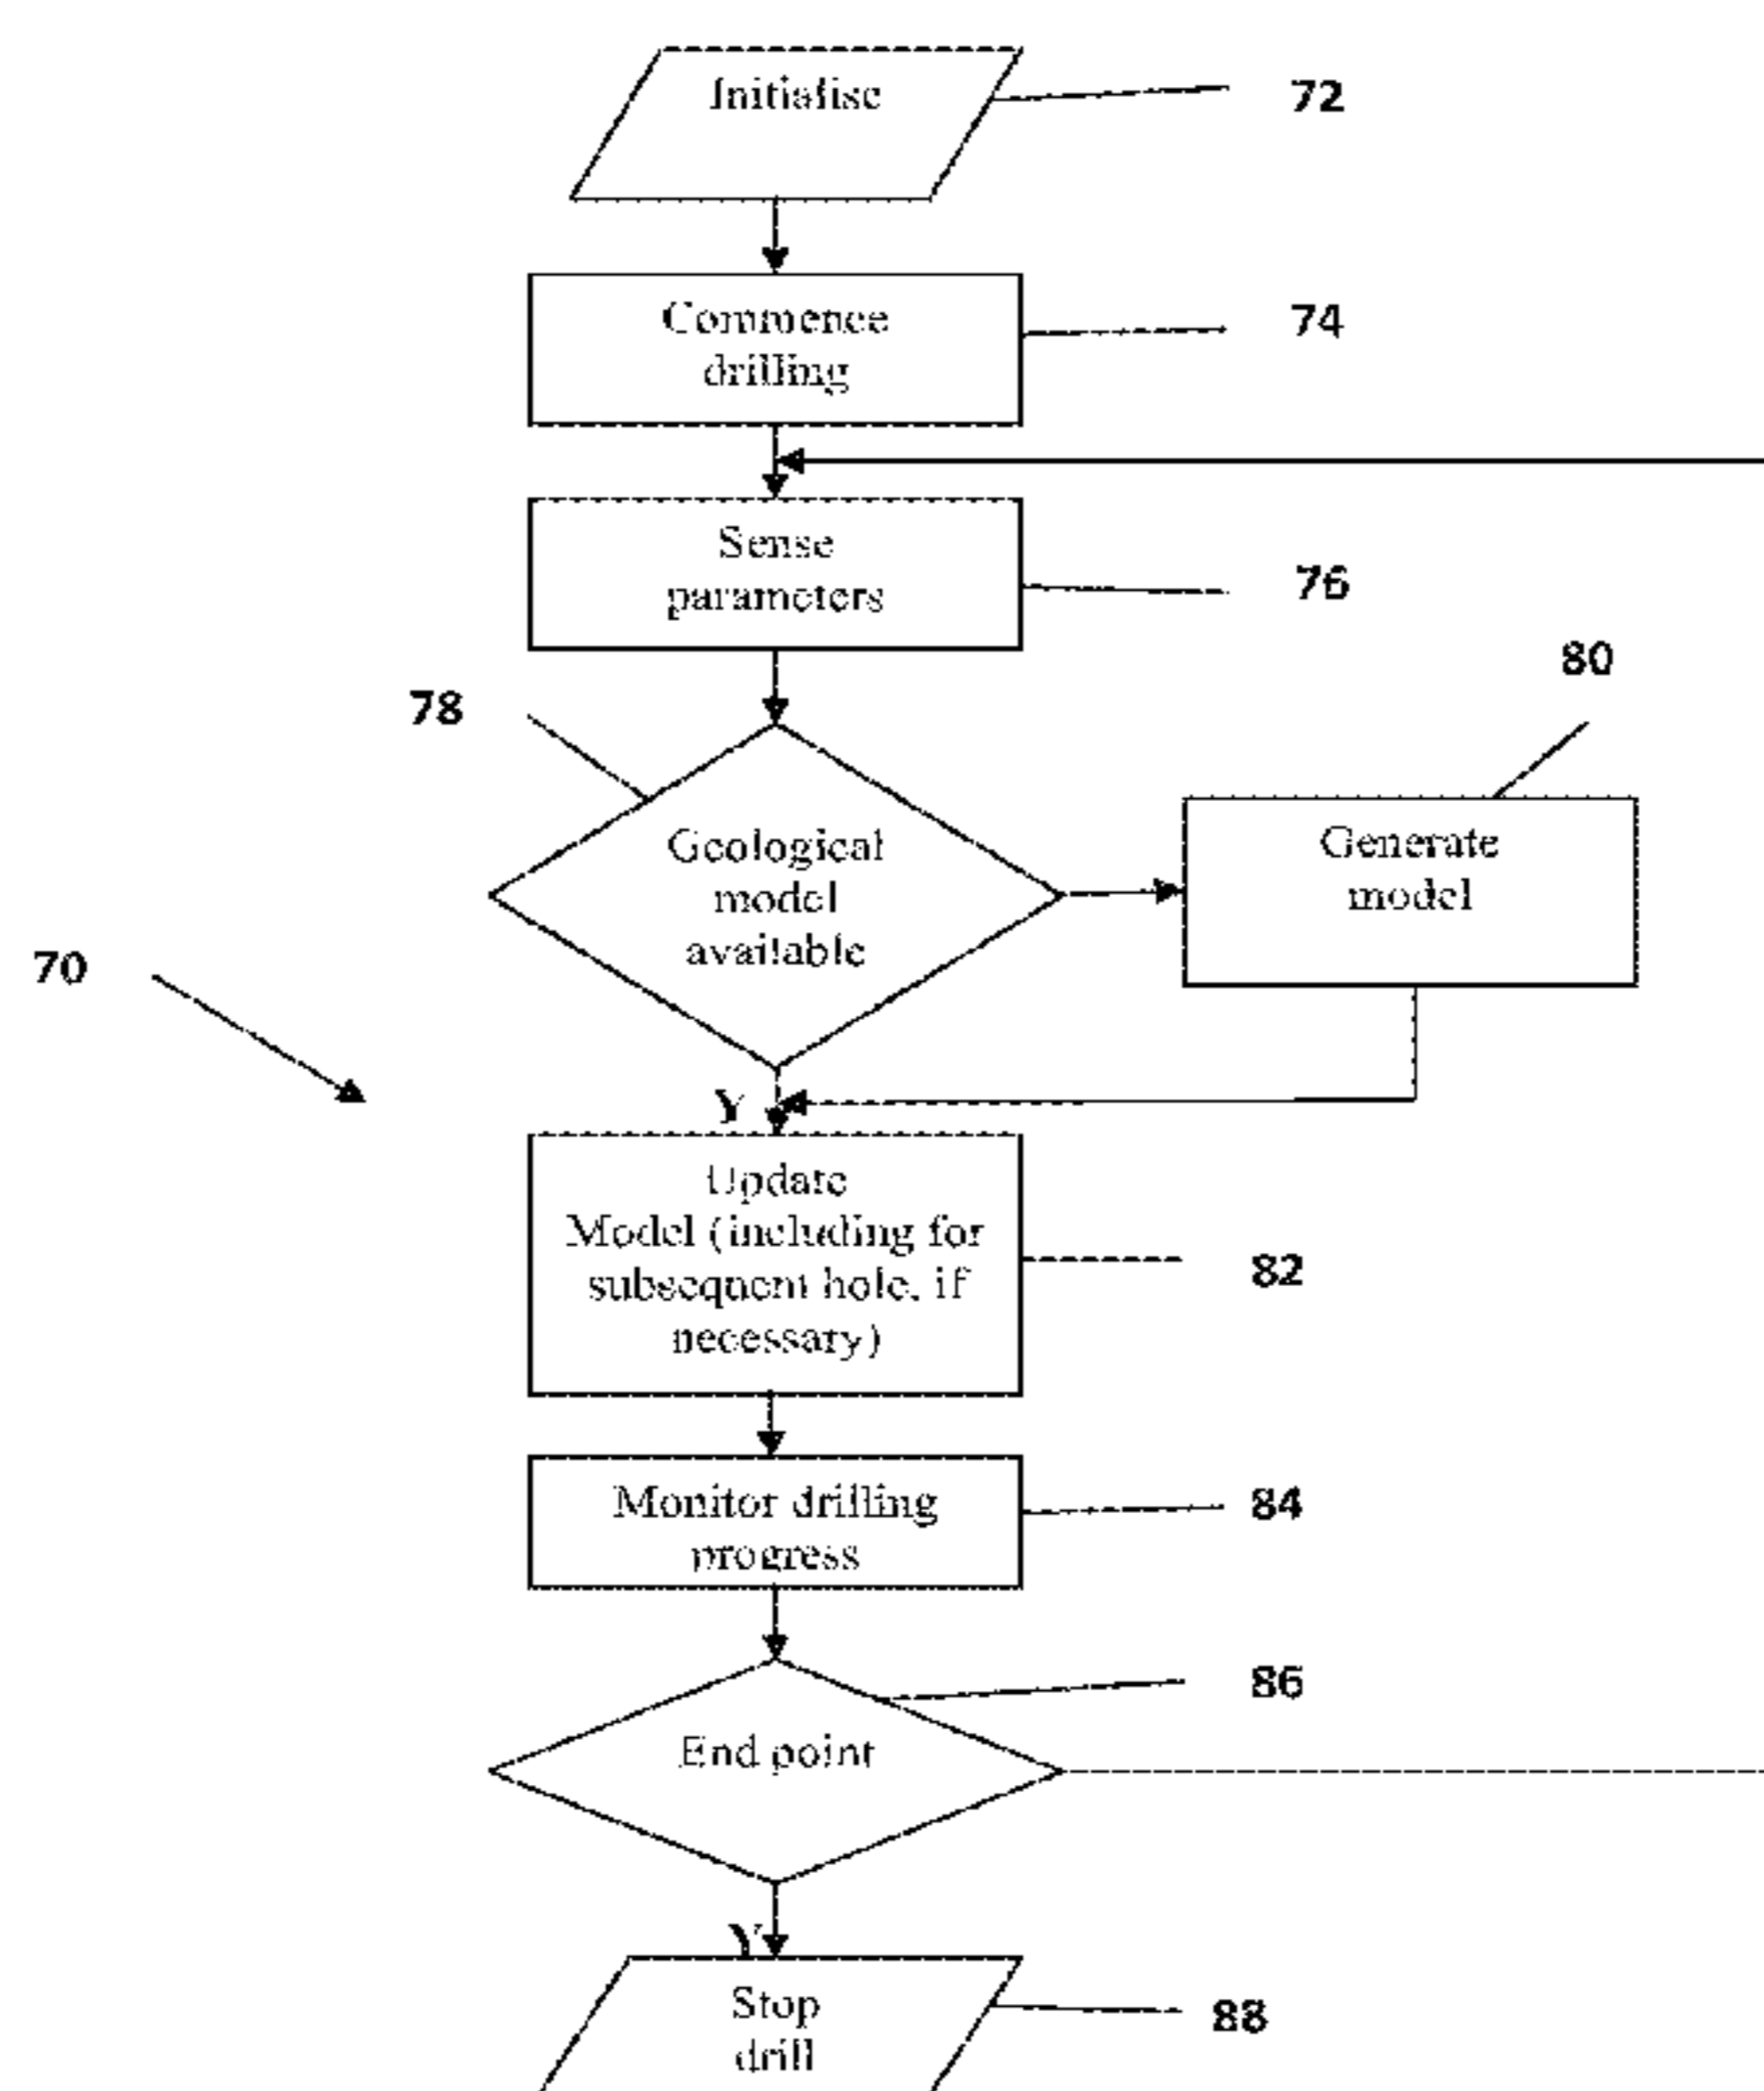 Initialise
72
Commence
drilling
74
Sense
parameters
76
78
80
Geological
model
available
Generate
model
70
Y
Update
Model (including for
subsequent hole, if
necessary)
82
Monitor drilling
progress
84
86
End point
Y
Stop
drill
88